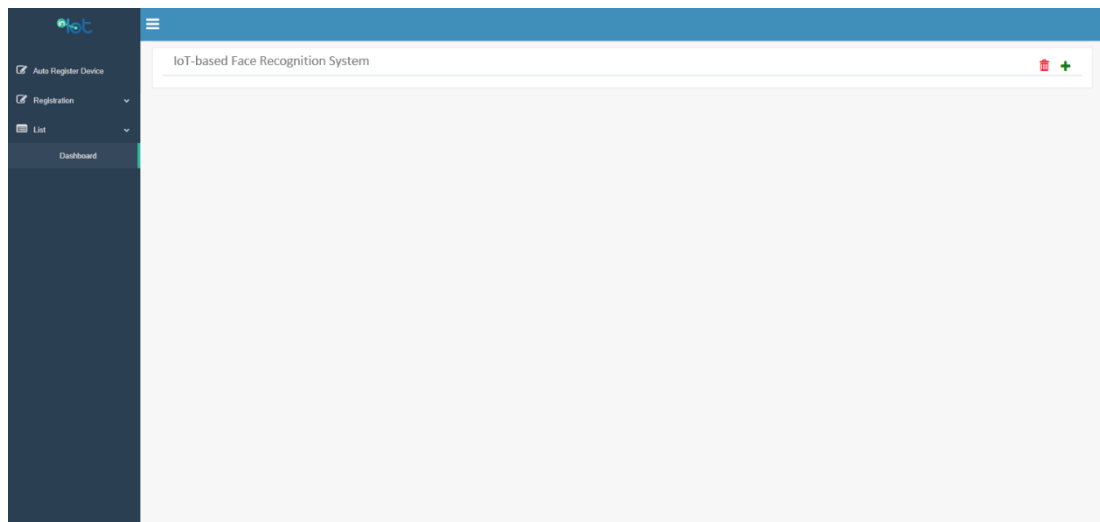 Iot
IoT-based Face Recognition System
Auto Register Device
Registration
List
Dashboard